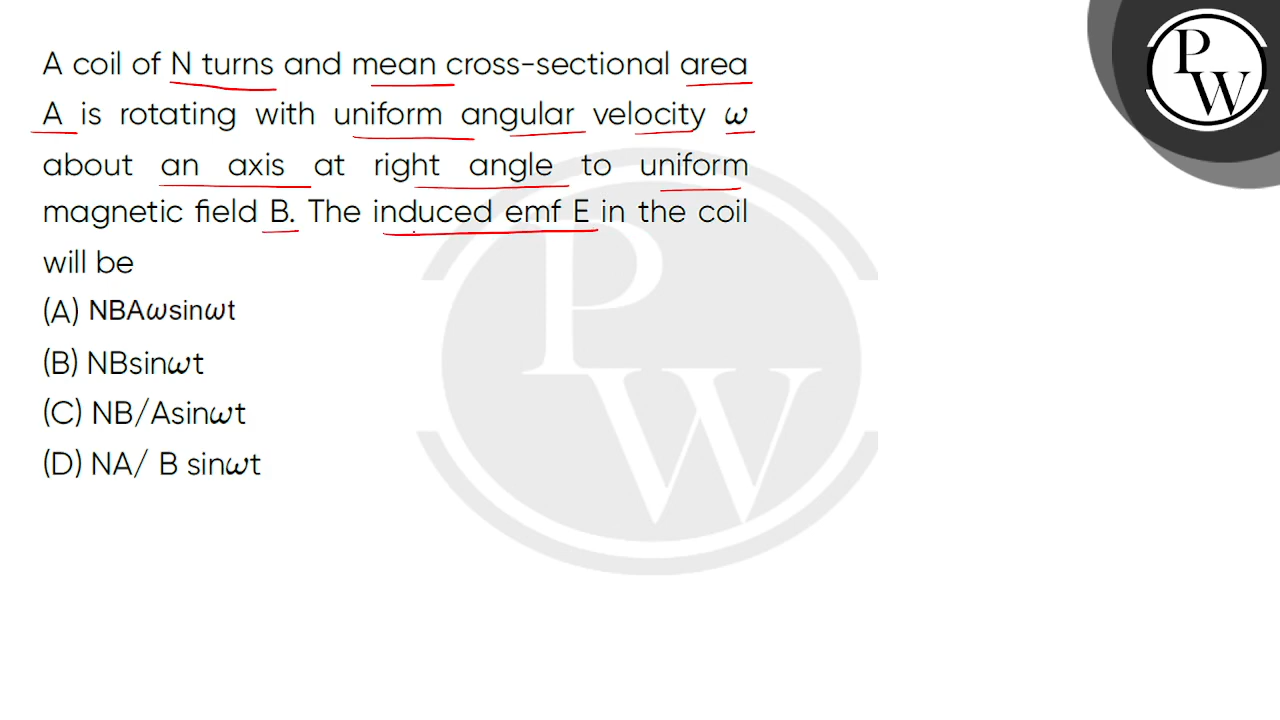 A coil of N turns and mean cross-sectional area
A is rotating with uniform angular velocity ω
about an axis at right angle to uniform
magnetic field B. The induced emf E in the coil
will be
(A) NBAωsinωt
(B) NBsinωt
(C) NB/Asinωt
(D) NA/ B sinωt
P
W
P
W